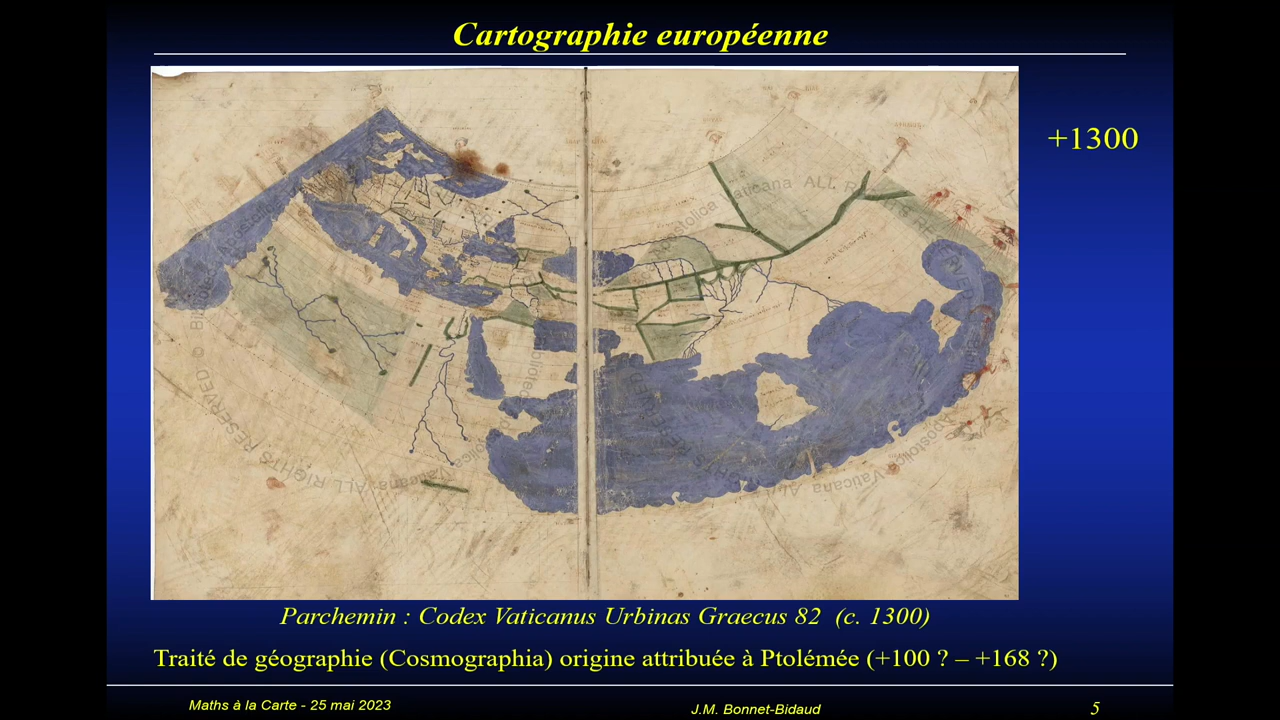 Cartographie européenne
+1300
Parchemin : Codex Vaticanus Urbinas Graecus 82 (c. 1300)
Traité de géographie (Cosmographia) origine attribuée à Ptolémée (+100 ? – +168 ?)
Maths à la Carte - 25 mai 2023
J.M. Bonnet-Bidaud
5